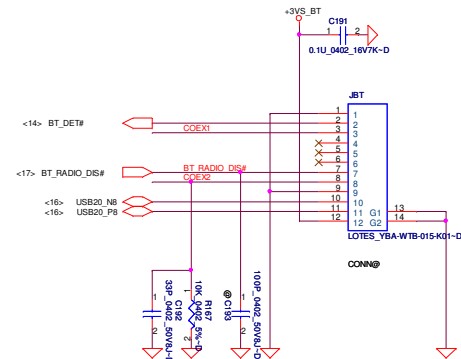 +3VS_BT
C191
1 2
0.1U_0402_16V7K~D
JBT
1 1
2 2
3 3
4 4
5 5
6 6
7 7
8 8
9 9
10 10
11 11 G1 13
12 12 G2 14
<14> BT_DET#
COEX1
<17> BT_RADIO_DIS#
BT_RADIO_DIS#
COEX2
<16> USB20_N8
<16> USB20_P8
LOTES_YBA-WTB-015-K01~D
CONN@
1 2
C192
33P_0402_50V8J~D
1 2
R167
10K_0402_5%~D
1 2
@ C193
100P_0402_50V8J~D